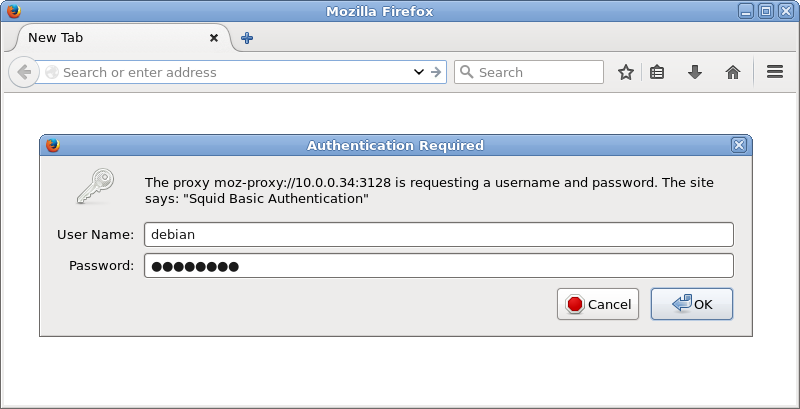 Mozilla Firefox
New Tab
Search or enter address
Search
Authentication Required
The proxy moz-proxy://10.0.0.34:3128 is requesting a username and password. The site
says: "Squid Basic Authentication"
User Name: debian
Password: ●●●●●●●●
Cancel
OK